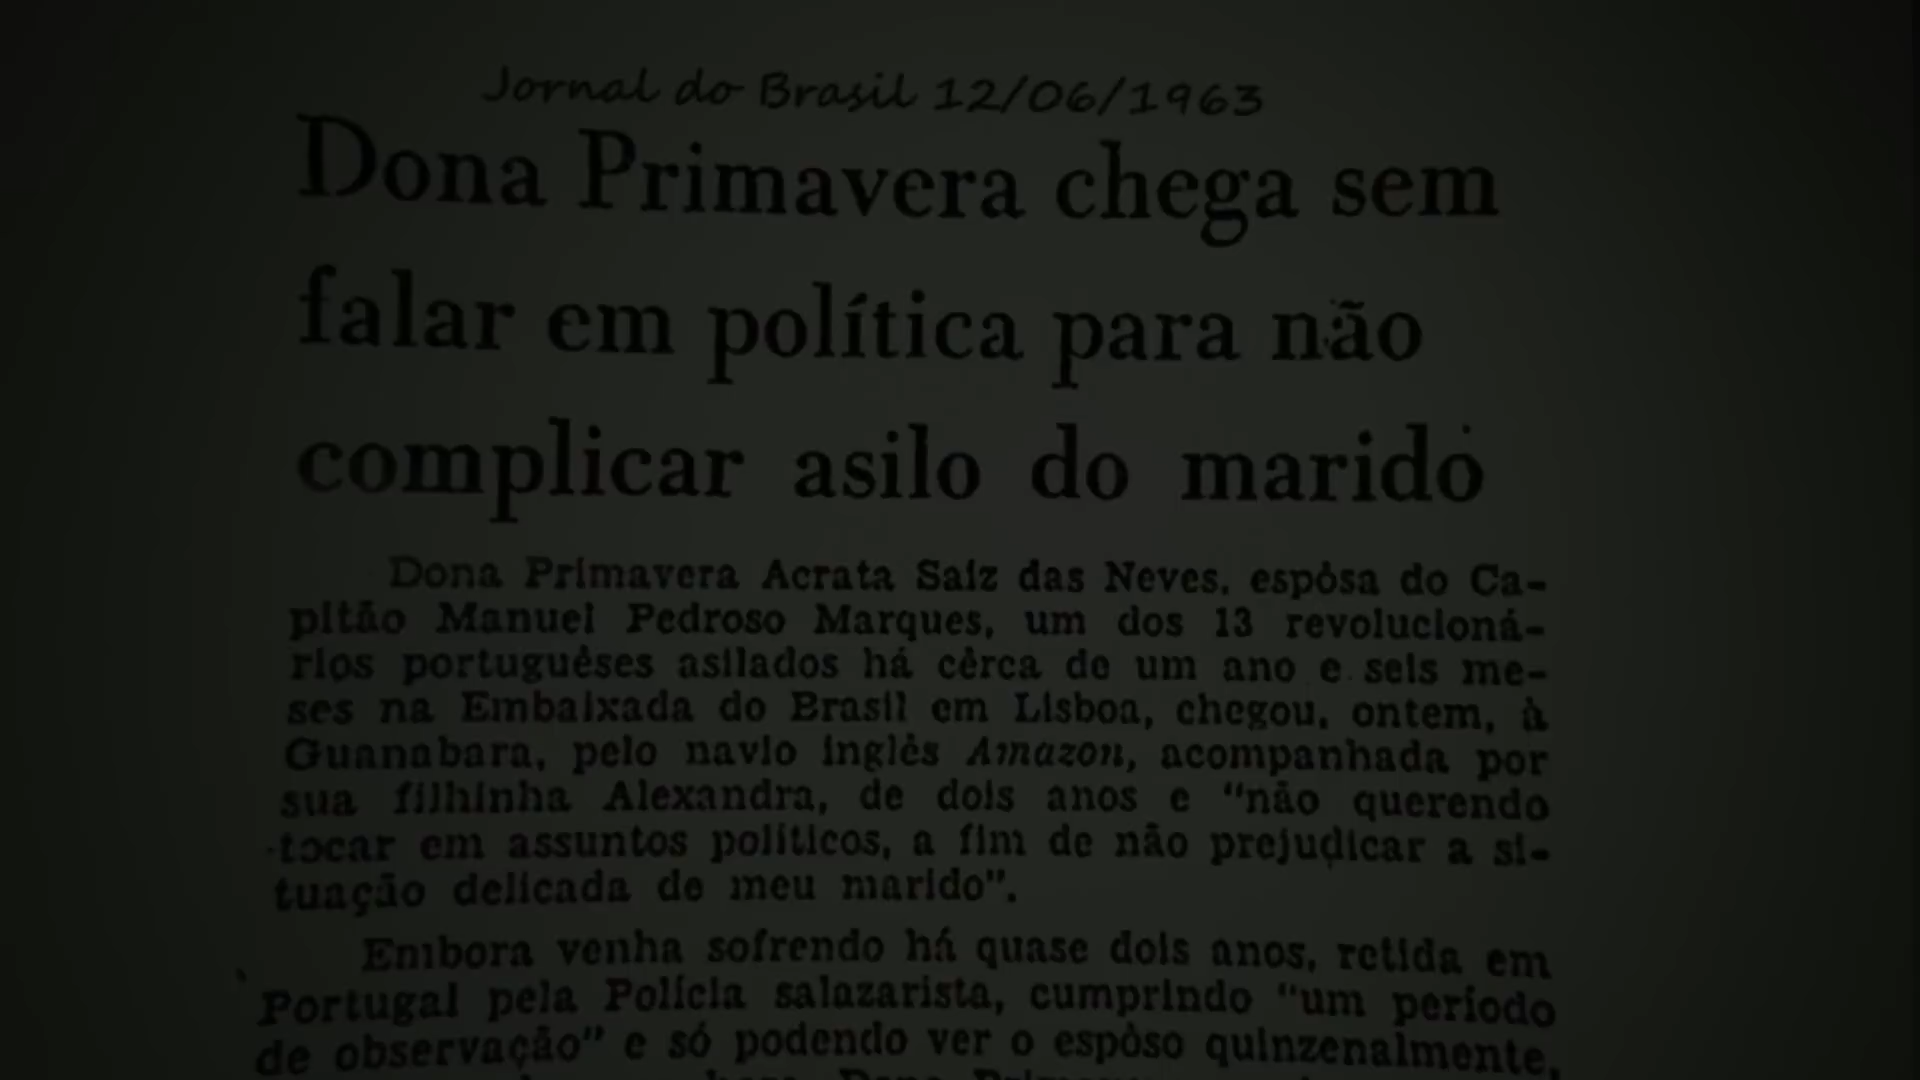 Jornal do Brasil 12/06/1963
Dona Primavera chega sem
falar em política para não
complicar asilo do marido
Dona Primavera Acrata Saiz das Neves, espôsa do Ca-
pitão Manuel Pedroso Marques, um dos 13 revolucioná-
rios portuguêses asilados há cêrca de um ano e seis me-
ses na Embaixada do Brasil em Lisboa, chegou, ontem, à
Guanabara, pelo navio inglês Amazon, acompanhada por
sua filhinha Alexandra, de dois anos e “não querendo
tocar em assuntos políticos, a fim de não prejudicar a si-
tuação delicada de meu marido”.
Embora venha sofrendo há quase dois anos, retida em
Portugal pela Polícia salazarista, cumprindo “um período
de observação” e só podendo ver o espôso quinzenalmente,
Dona